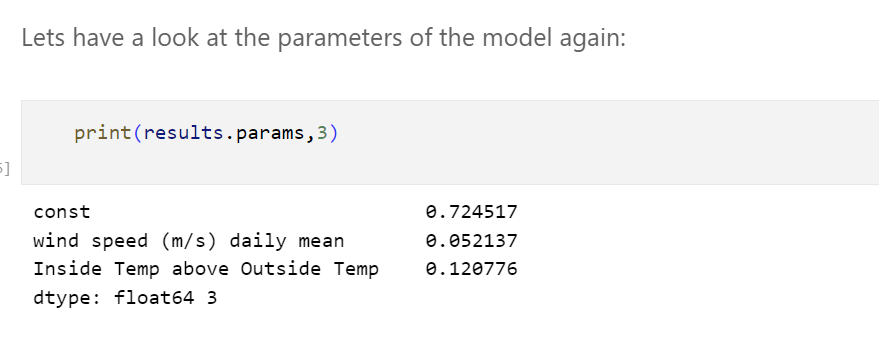 Lets have a look at the parameters of the model again:
print(results.params,3)
]
const 0.724517
wind speed (m/s) daily mean 0.052137
Inside Temp above Outside Temp 0.120776
dtype: float64 3